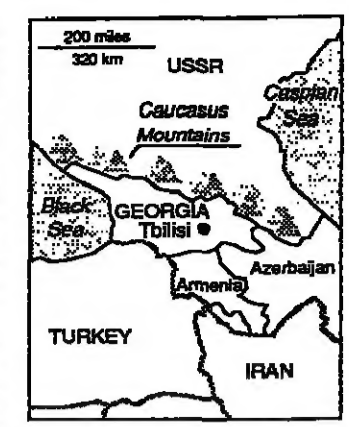 200 miles
320 km
USSR
Caspian
Sea
Caucasus
Mountains
Black
Sea
GEORGIA
Tbilisi
Azerbaijan
Armenia
TURKEY
IRAN